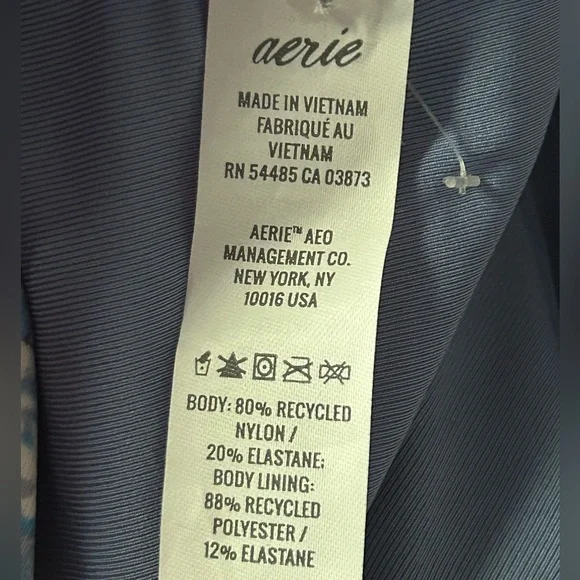 aerie
MADE IN VIETNAM
FABRIQUÉ AU
VIETNAM
RN 54485 CA 03873
AERIE™ AEO
MANAGEMENT CO.
NEW YORK, NY
10016 USA
BODY: 80% RECYCLED
NYLON /
20% ELASTANE;
BODY LINING:
88% RECYCLED
POLYESTER /
12% ELASTANE